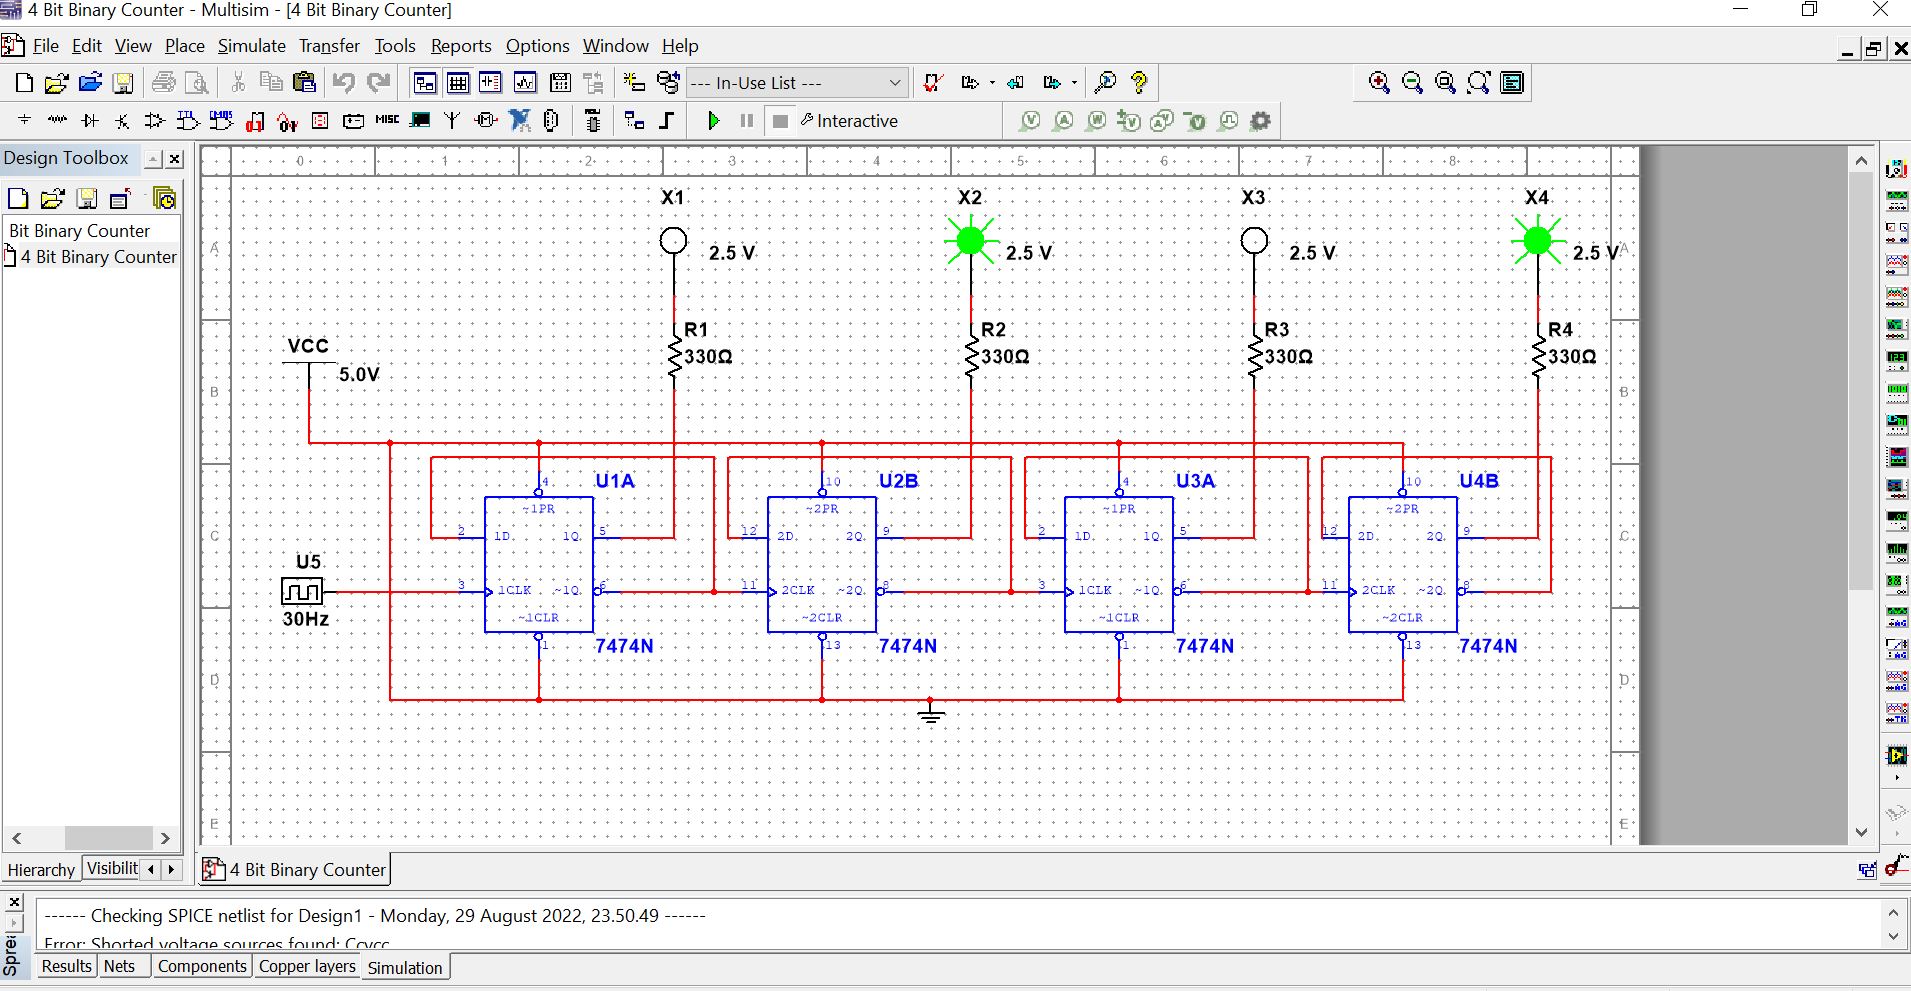 4 Bit Binary Counter - Multisim - [4 Bit Binary Counter]
File Edit View Place Simulate Transfer Tools Reports Options Window Help
--- In-Use List ---
MISC Interactive
Design Toolbox
Bit Binary Counter
4 Bit Binary Counter
0 1 2 3 4 5 6 7 8
X1 X2 X3 X4
A 2.5 V 2.5 V 2.5 V 2.5 V A
R1 R2 R3 R4
330Ω 330Ω 330Ω 330Ω
VCC
5.0V
B B
U1A U2B U3A U4B
4 10 4 10
~1PR ~2PR ~1PR ~2PR
2 1D 1Q 5 12 2D 2Q 9 2 1D 1Q 5 12 2D 2Q 9
C C
U5
3 1CLK ~1Q 6 11 2CLK ~2Q 8 3 1CLK ~1Q 6 11 2CLK ~2Q 8
30Hz
~1CLR ~2CLR ~1CLR ~2CLR
1 13 1 13
7474N 7474N 7474N 7474N
D D
E E
Hierarchy Visibilit
4 Bit Binary Counter
------ Checking SPICE netlist for Design1 - Monday, 29 August 2022, 23.50.49 ------
Error: Shorted voltage sources found: Ccvcc
Sprea
Results Nets Components Copper layers Simulation